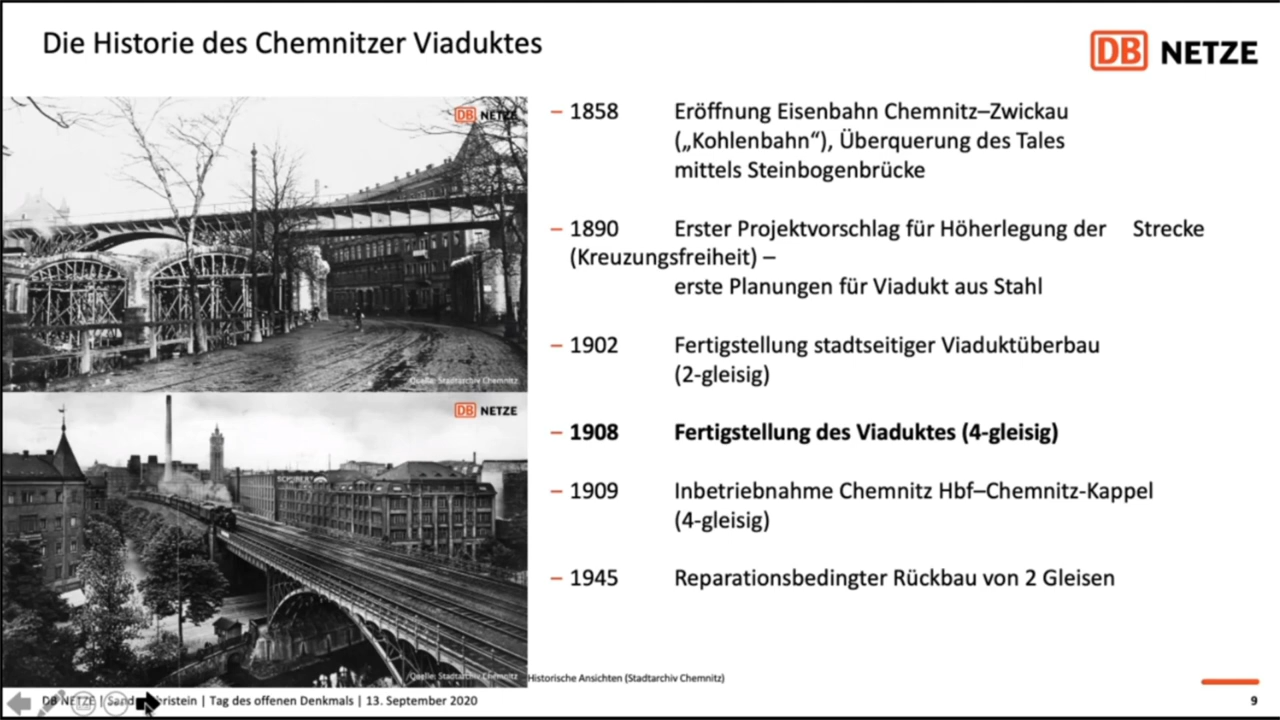 Die Historie des Chemnitzer Viaduktes
DB NETZE
DB NETZE
– 1858 Eröffnung Eisenbahn Chemnitz–Zwickau
(„Kohlenbahn“), Überquerung des Tales
mittels Steinbogenbrücke
– 1890 Erster Projektvorschlag für Höherlegung der Strecke
(Kreuzungsfreiheit) –
erste Planungen für Viadukt aus Stahl
– 1902 Fertigstellung stadtseitiger Viaduktüberbau
(2-gleisig)
Quelle: Stadtarchiv Chemnitz
DB NETZE
– 1908 Fertigstellung des Viaduktes (4-gleisig)
– 1909 Inbetriebnahme Chemnitz Hbf–Chemnitz-Kappel
(4-gleisig)
– 1945 Reparationsbedingter Rückbau von 2 Gleisen
Quelle: Stadtarchiv Chemnitz
Historische Ansichten (Stadtarchiv Chemnitz)
DB NETZE | | Tag des offenen Denkmals | 13. September 2020
9